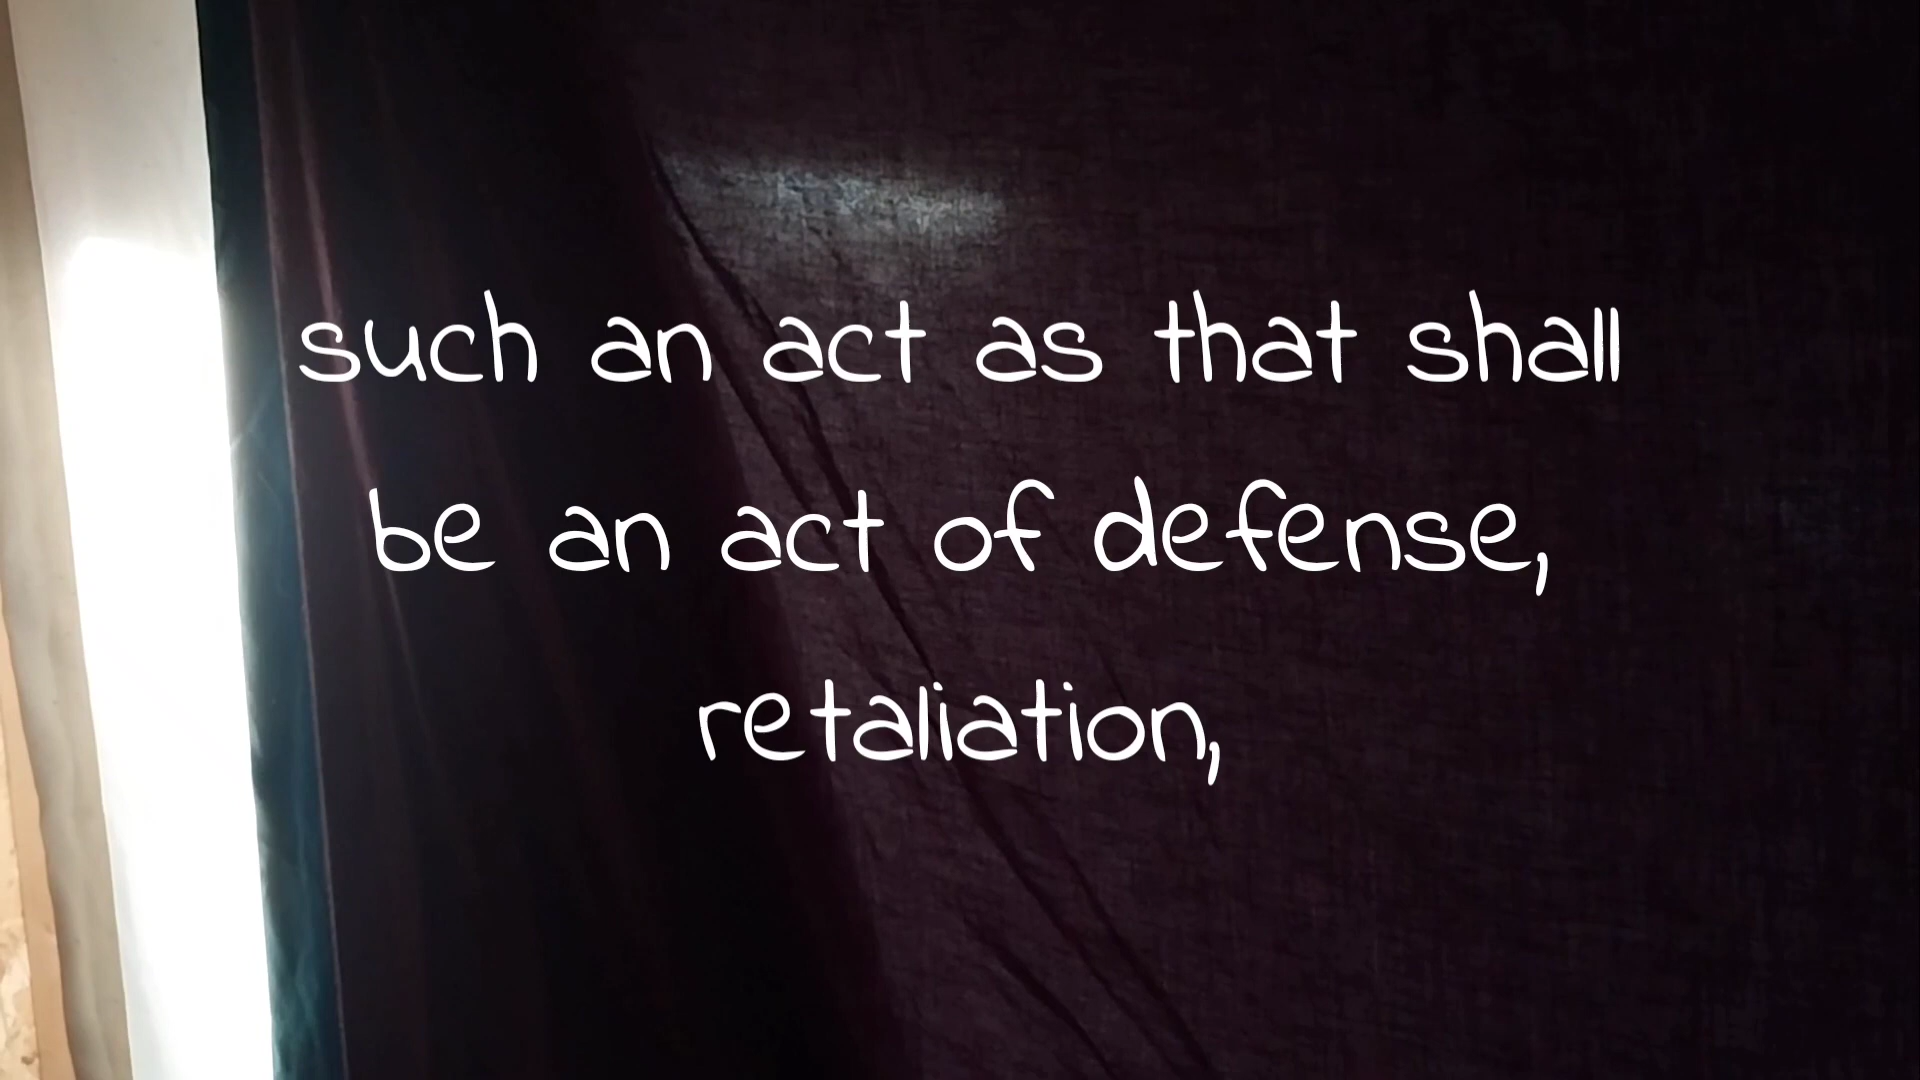 such an act as that shall
be an act of defense,
retaliation,